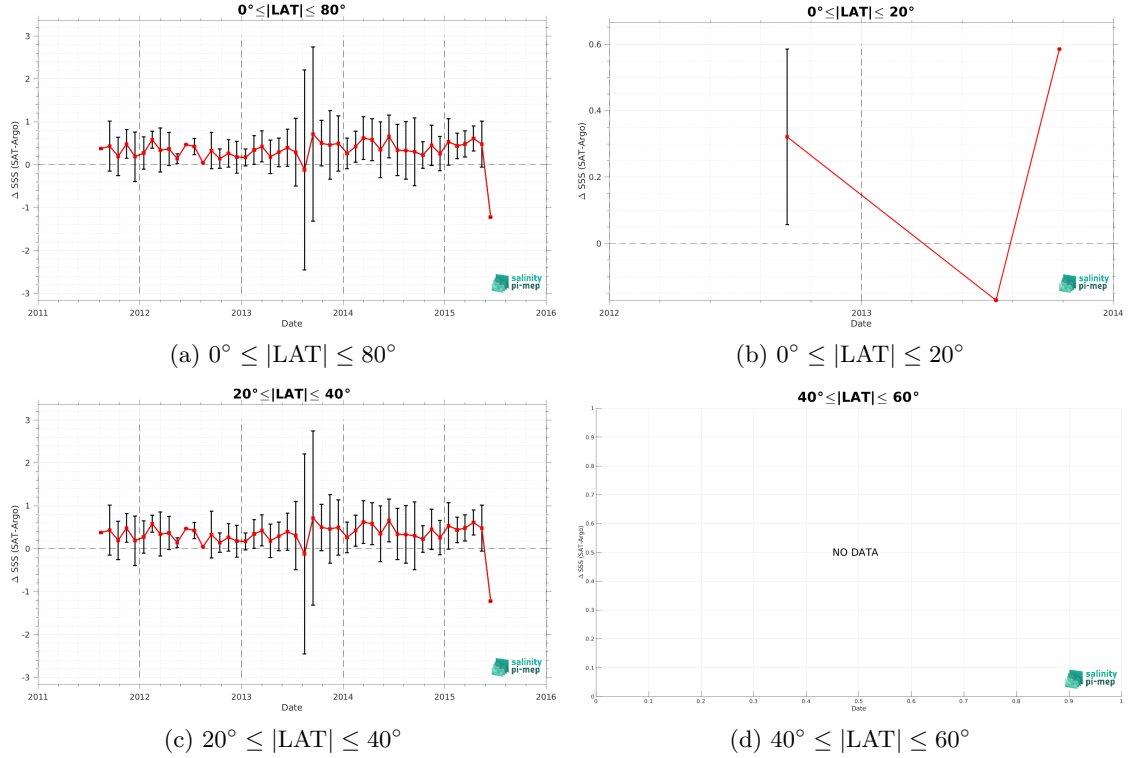 0°≤|LAT|≤ 80°
3
2
1
0
-1
-2
-3
Δ SSS (SAT-Argo)
2011
2012
2013
2014
2015
2016
Date
salinity
pi-mep
(a) 0° ≤ |LAT| ≤ 80°
0°≤|LAT|≤ 20°
0.6
0.4
0.2
0
Δ SSS (SAT-Argo)
2012
2013
2014
Date
salinity
pi-mep
(b) 0° ≤ |LAT| ≤ 20°
20°≤|LAT|≤ 40°
3
2
1
0
-1
-2
-3
Δ SSS (SAT-Argo)
2011
2012
2013
2014
2015
2016
Date
salinity
pi-mep
(c) 20° ≤ |LAT| ≤ 40°
40°≤|LAT|≤ 60°
1
0.9
0.8
0.7
0.6
0.5
0.4
0.3
0.2
0.1
0
Δ SSS (SAT-Argo)
NO DATA
0
0.1
0.2
0.3
0.4
0.5
0.6
0.7
0.8
0.9
1
Date
salinity
pi-mep
(d) 40° ≤ |LAT| ≤ 60°